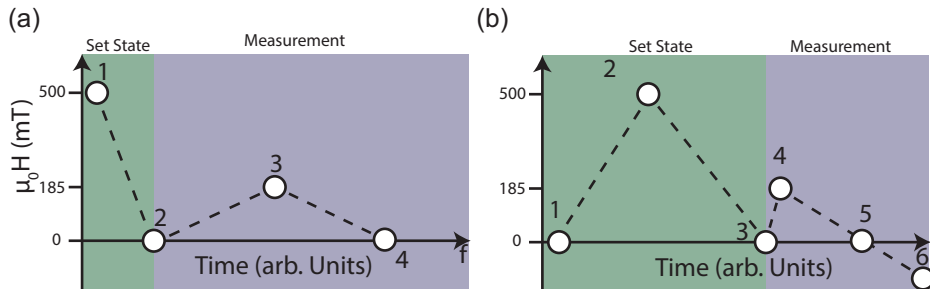 (a)
Set State
Measurement
μ0H (mT)
500
185
0
1
2
3
4
f
Time (arb. Units)
(b)
Set State
Measurement
500
185
0
1
2
3
4
5
6
Time (arb. Units)